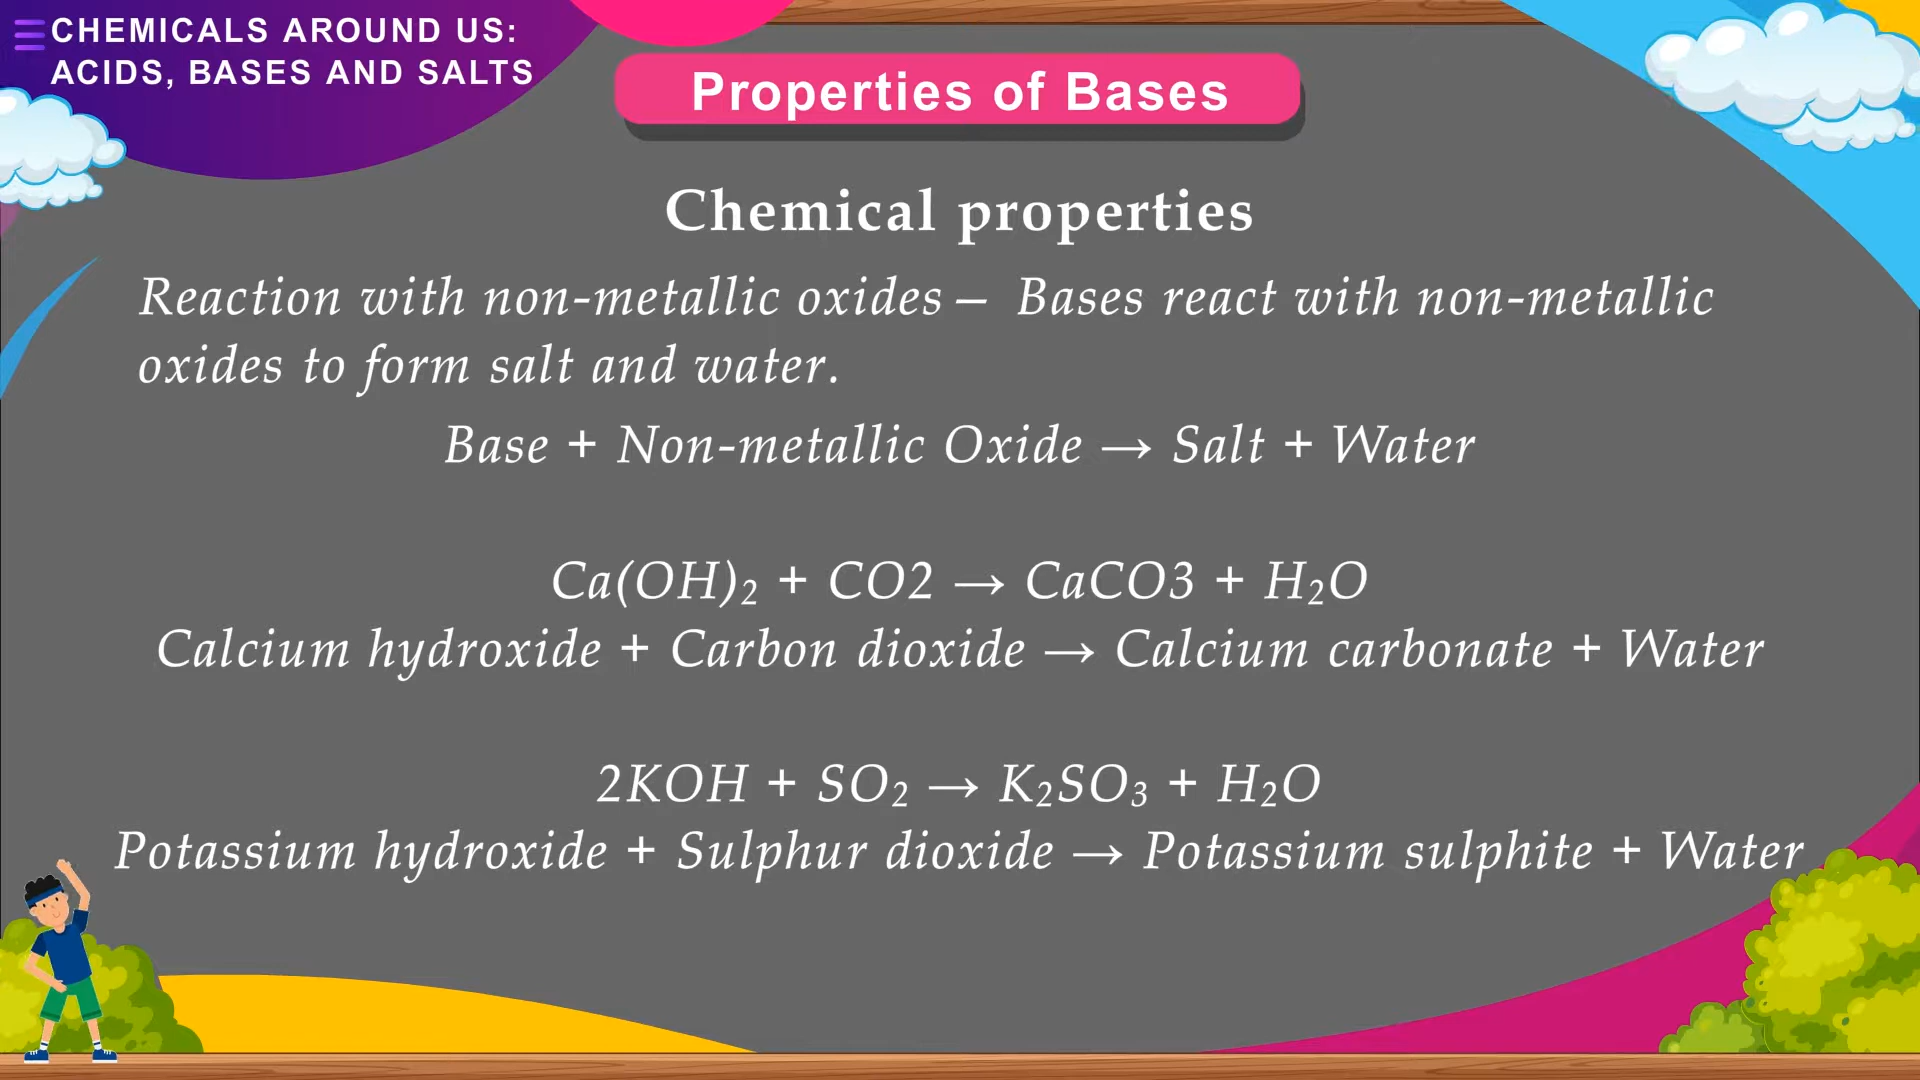 CHEMICALS AROUND US:
ACIDS, BASES AND SALTS
Properties of Bases
Chemical properties
Reaction with non-metallic oxides – Bases react with non-metallic
oxides to form salt and water.
Base + Non-metallic Oxide → Salt + Water
Ca(OH)₂ + CO2 → CaCO3 + H₂O
Calcium hydroxide + Carbon dioxide → Calcium carbonate + Water
2KOH + SO₂ → K₂SO₃ + H₂O
Potassium hydroxide + Sulphur dioxide → Potassium sulphite + Water